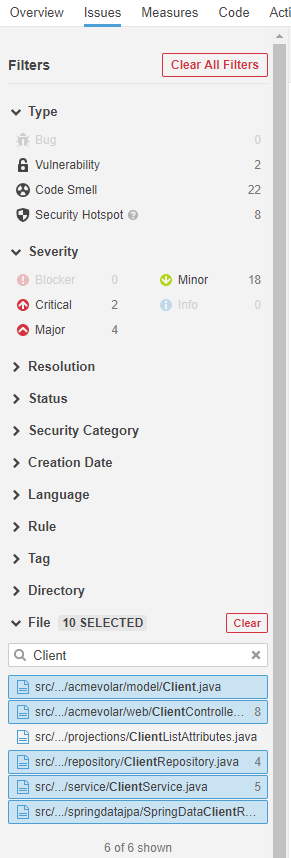 Overview Issues Measures Code Acti
Filters Clear All Filters
Type
Bug 0
Vulnerability 2
Code Smell 22
Security Hotspot ? 8
Severity
Blocker 0 Minor 18
Critical 2 Info 0
Major 4
Resolution
Status
Security Category
Creation Date
Language
Rule
Tag
Directory
File 10 SELECTED Clear
Client
src/.../acmevolar/model/Client.java
src/.../acmevolar/web/ClientControlle... 8
src/.../projections/ClientListAttributes.java
src/.../repository/ClientRepository.java 4
src/.../service/ClientService.java 5
src/.../springdatajpa/SpringDataClientR...
6 of 6 shown